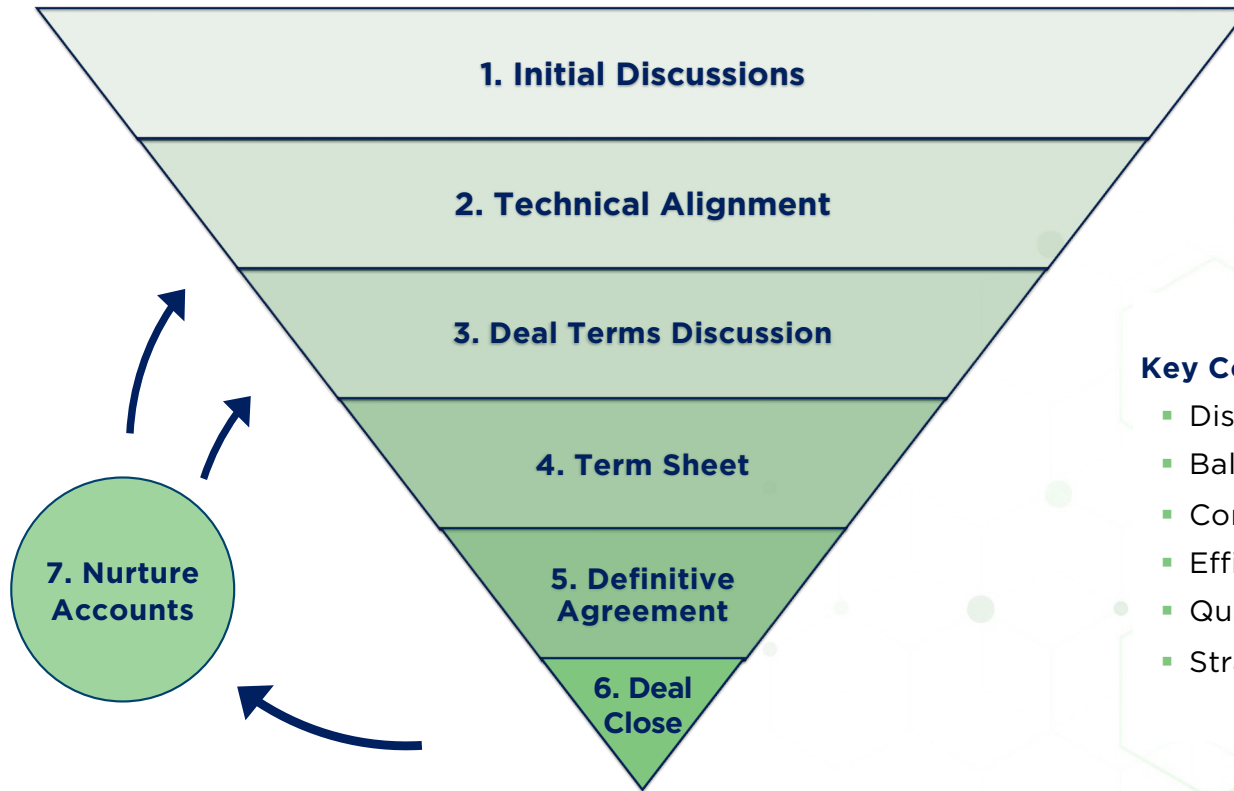 1. Initial Discussions
2. Technical Alignment
3. Deal Terms Discussion
4. Term Sheet
5. Definitive
Agreement
6. Deal
Close
7. Nurture
Accounts
Key